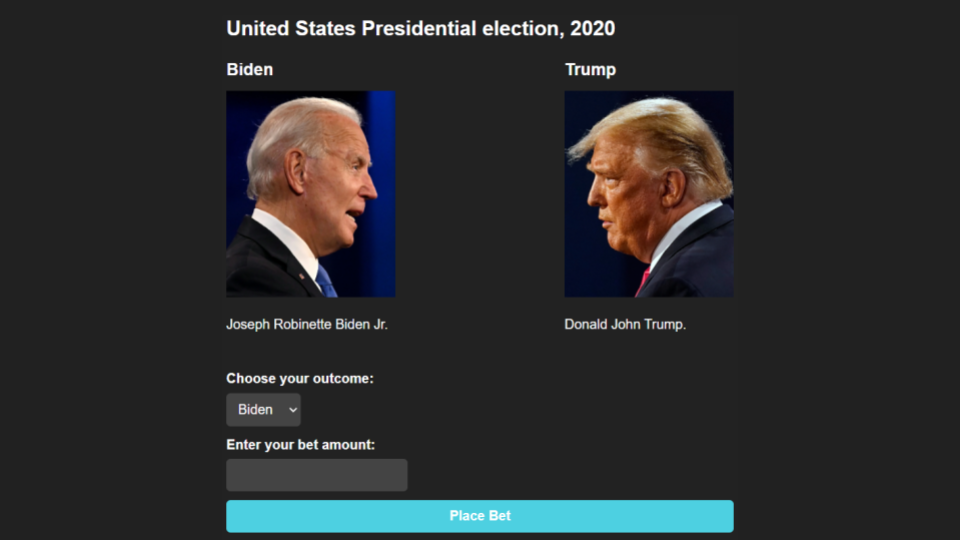 United States Presidential election, 2020
Biden
Trump
Joseph Robinette Biden Jr.
Donald John Trump.
Choose your outcome:
Biden
Enter your bet amount:
Place Bet